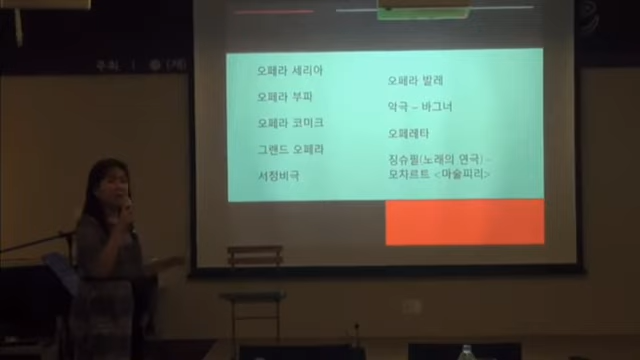 주최 | (재)
오페라 세리아
오페라 부파
오페라 코미크
그랜드 오페라
서정비극
오페라 발레
악극 – 바그너
오페레타
징슈필(노래의 연극) –
모차르트 <마술피리>